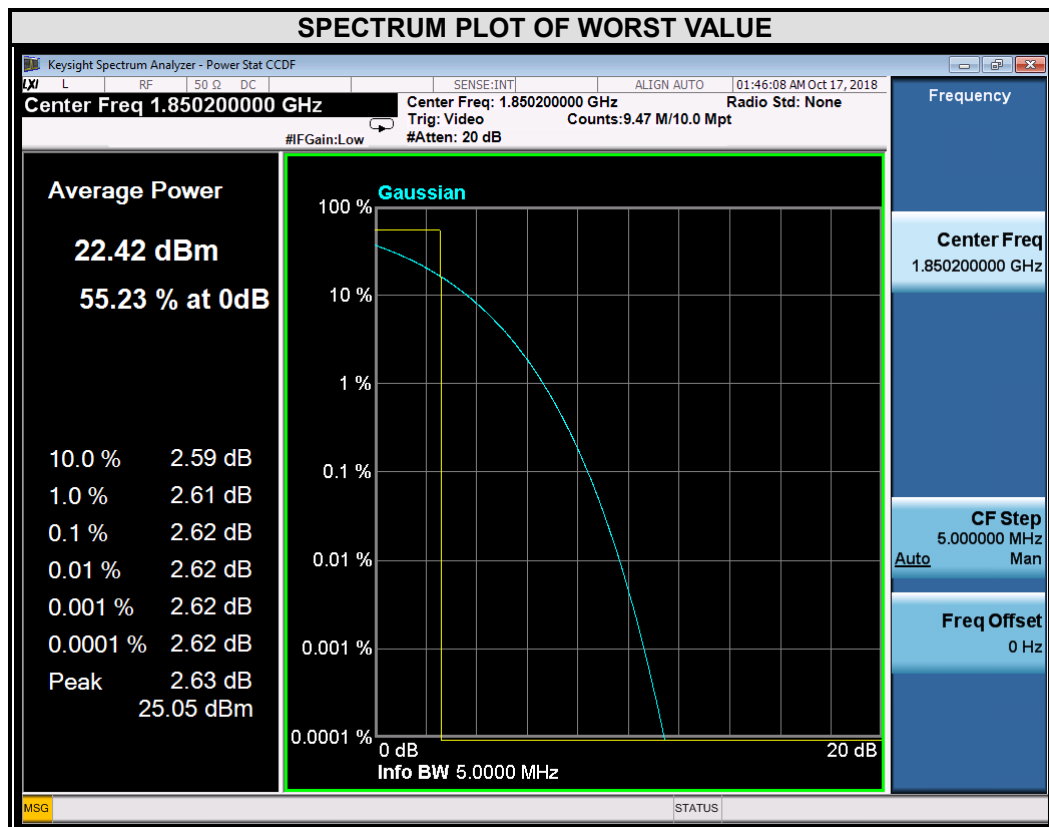 SPECTRUM PLOT OF WORST VALUE
Keysight Spectrum Analyzer - Power Stat CCDF
LXI L RF 50 Ω DC SENSE:INT ALIGN AUTO 01:46:08 AM Oct 17, 2018
Center Freq 1.850200000 GHz
Center Freq: 1.850200000 GHz Radio Std: None
Trig: Video Counts:9.47 M/10.0 Mpt
#IFGain:Low #Atten: 20 dB
Frequency
Average Power
22.42 dBm
55.23 % at 0dB
10.0 % 2.59 dB
1.0 % 2.61 dB
0.1 % 2.62 dB
0.01 % 2.62 dB
0.001 % 2.62 dB
0.0001 % 2.62 dB
Peak 2.63 dB
25.05 dBm
Gaussian
100 %
10 %
1 %
0.1 %
0.01 %
0.001 %
0.0001 %
0 dB 20 dB
Info BW 5.0000 MHz
Center Freq
1.850200000 GHz
CF Step
5.000000 MHz
Auto Man
Freq Offset
0 Hz
MSG STATUS